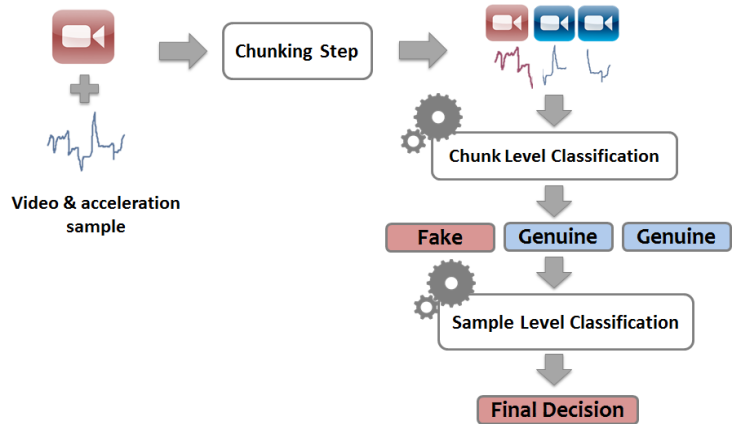 Chunking Step
Video & acceleration
sample
Chunk Level Classification
Fake
Genuine
Genuine
Sample Level Classification
Final Decision